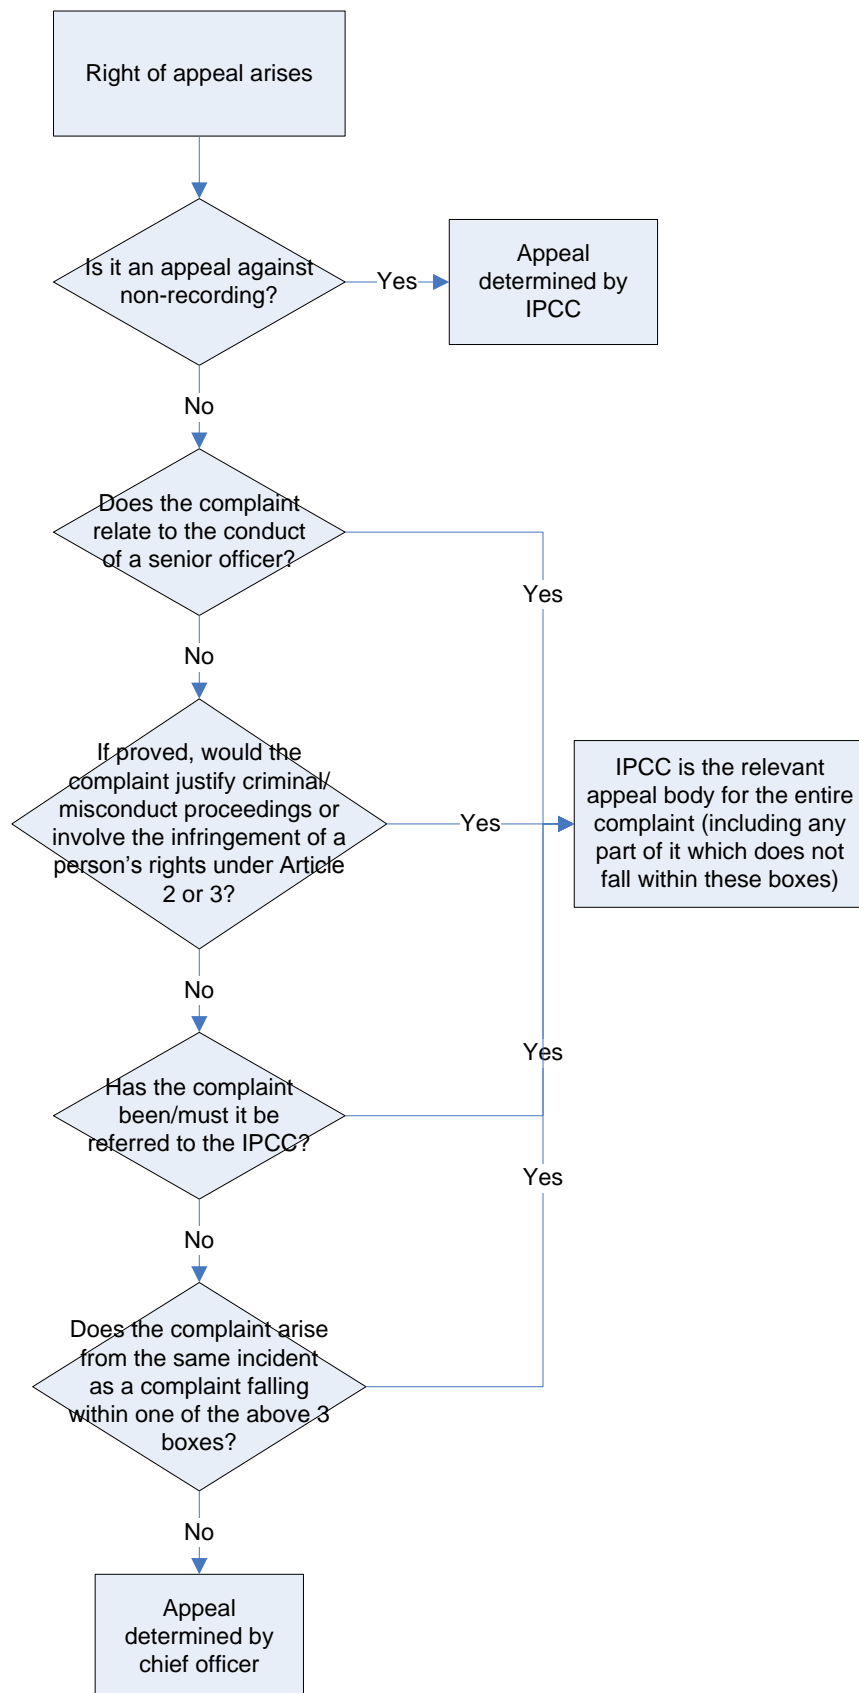 Right of appeal arises
Is it an appeal against
non-recording?
Yes
Appeal
determined by
IPCC
No
Does the complaint
relate to the conduct
of a senior officer?
Yes
No
If proved, would the
complaint justify criminal/
misconduct proceedings or
involve the infringement of a
person’s rights under Article
2 or 3?
Yes
IPCC is the relevant
appeal body for the entire
complaint (including any
part of it which does not
fall within these boxes)
No
Has the complaint
been/must it be
referred to the IPCC?
Yes
No
Does the complaint arise
from the same incident
as a complaint falling
within one of the above 3
boxes?
Yes
No
Appeal
determined by
chief officer